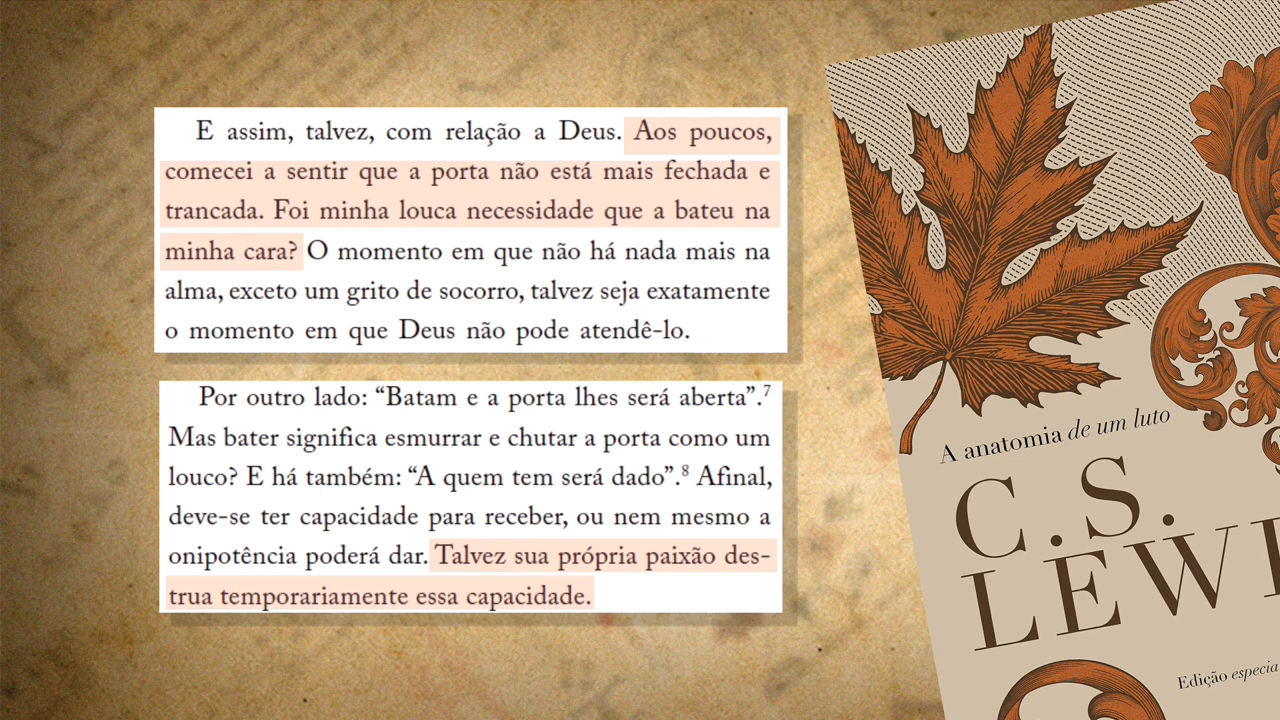 E assim, talvez, com relação a Deus. Aos poucos,
comecei a sentir que a porta não está mais fechada e
trancada. Foi minha louca necessidade que a bateu na
minha cara? O momento em que não há nada mais na
alma, exceto um grito de socorro, talvez seja exatamente
o momento em que Deus não pode atendê-lo.
Por outro lado: “Batam e a porta lhes será aberta”.⁷
Mas bater significa esmurrar e chutar a porta como um
louco? E há também: “A quem tem será dado”.⁸ Afinal,
deve-se ter capacidade para receber, ou nem mesmo a
onipotência poderá dar. Talvez sua própria paixão des-
trua temporariamente essa capacidade.
A anatomia de um luto
C.S.
LEWI
Edição especia